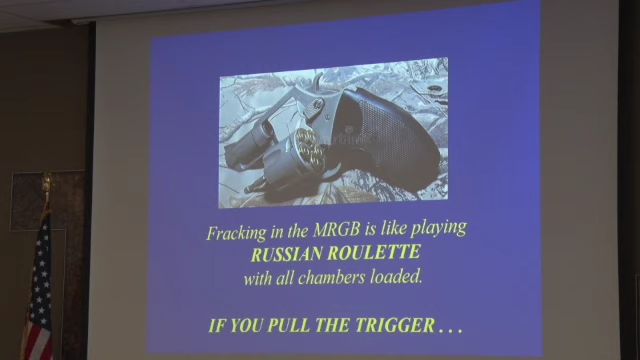 Fracking in the MRGB is like playing
RUSSIAN ROULETTE
with all chambers loaded.
IF YOU PULL THE TRIGGER . . .